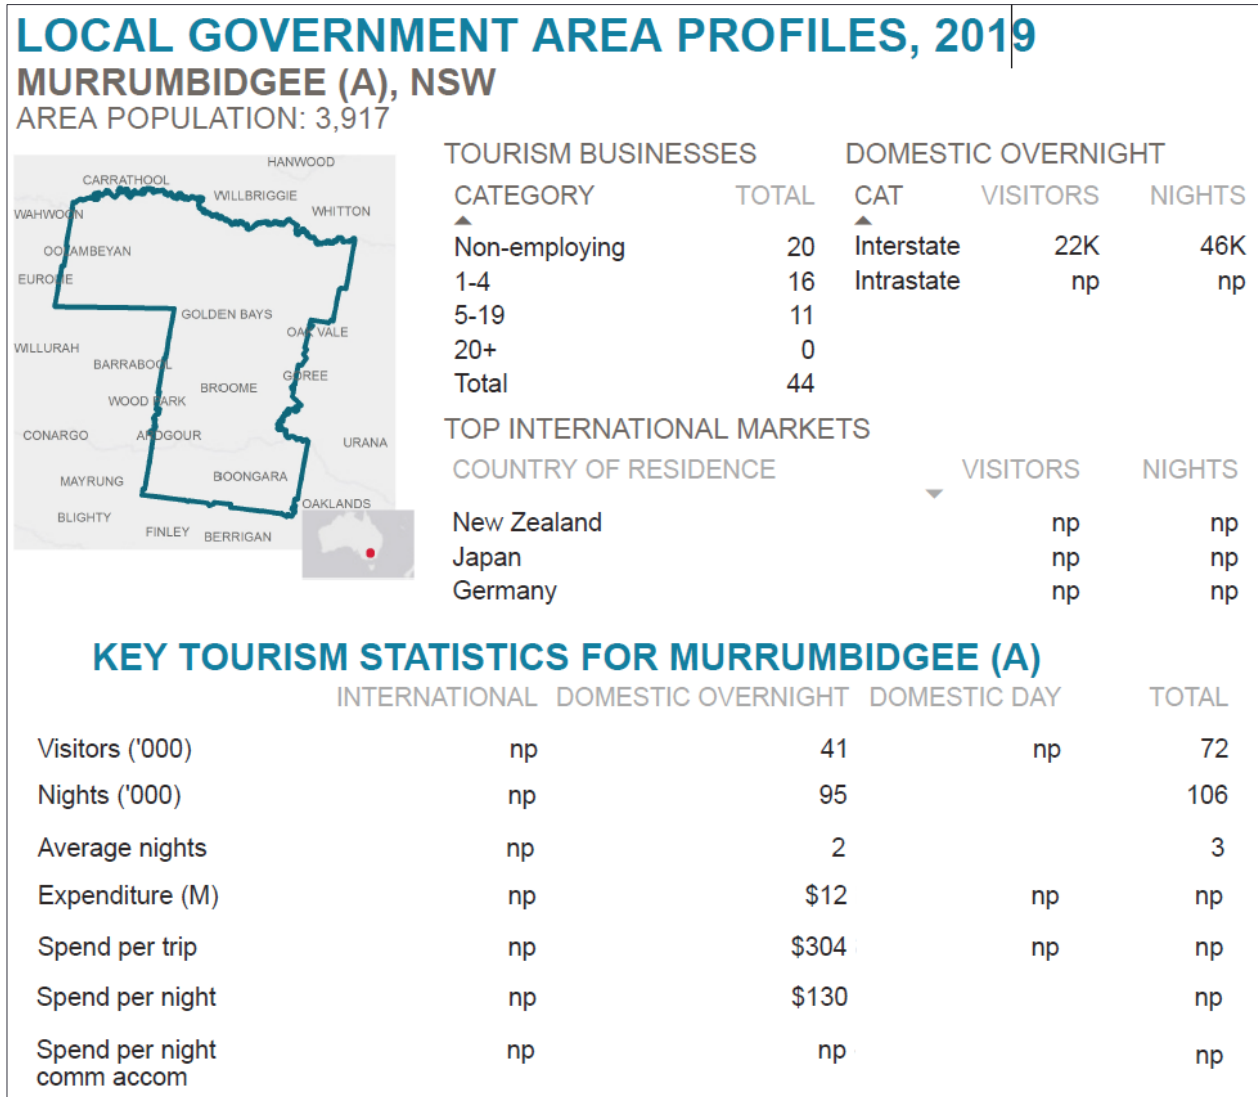 LOCAL GOVERNMENT AREA PROFILES, 2019
MURRUMBIDGEE (A), NSW
AREA POPULATION: 3,917
HANWOOD
CARRATHOOL
WILLBRIGGIE
WAHWOON
WHITTON
OOLAMBEYAN
EUROME
GOLDEN BAYS
OAK VALE
WILLURAH
BARRABOOL
GOREE
BROOME
WOOD PARK
CONARGO
ARDGOUR
URANA
MAYRUNG
BOONGARA
OAKLANDS
BLIGHTY
FINLEY
BERRIGAN
TOURISM BUSINESSES
CATEGORY TOTAL
Non-employing 20
1-4 16
5-19 11
20+ 0
Total 44
DOMESTIC OVERNIGHT
CAT VISITORS NIGHTS
Interstate 22K 46K
Intrastate np np
TOP INTERNATIONAL MARKETS
COUNTRY OF RESIDENCE VISITORS NIGHTS
New Zealand np np
Japan np np
Germany np np
KEY TOURISM STATISTICS FOR MURRUMBIDGEE (A)
INTERNATIONAL DOMESTIC OVERNIGHT DOMESTIC DAY TOTAL
Visitors ('000) np 41 np 72
Nights ('000) np 95 106
Average nights np 2 3
Expenditure (M) np $12 np np
Spend per trip np $304 np np
Spend per night np $130 np
Spend per night np np np
comm accom